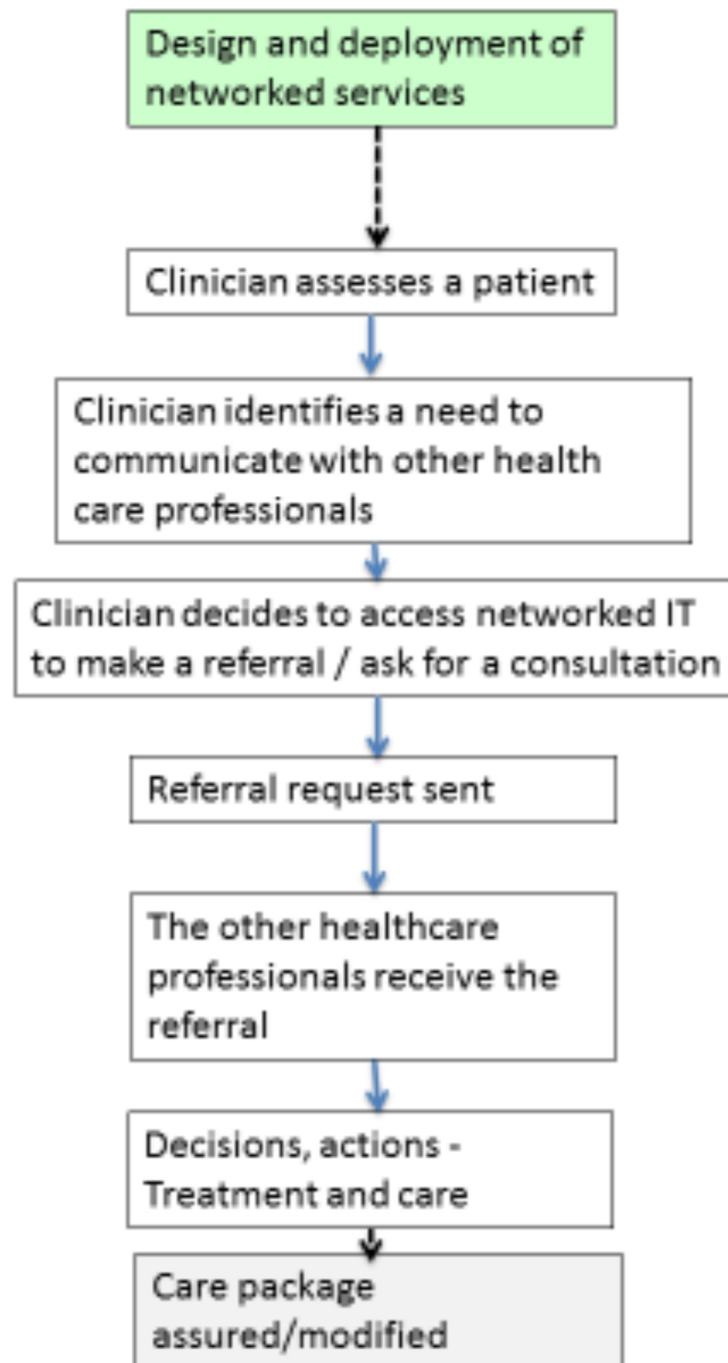 Design and deployment of
networked services
Clinician assesses a patient
Clinician identifies a need to
communicate with other health
care professionals
Clinician decides to access networked IT
to make a referral / ask for a consultation
Referral request sent
The other healthcare
professionals receive the
referral
Decisions, actions -
Treatment and care
Care package
assured/modified